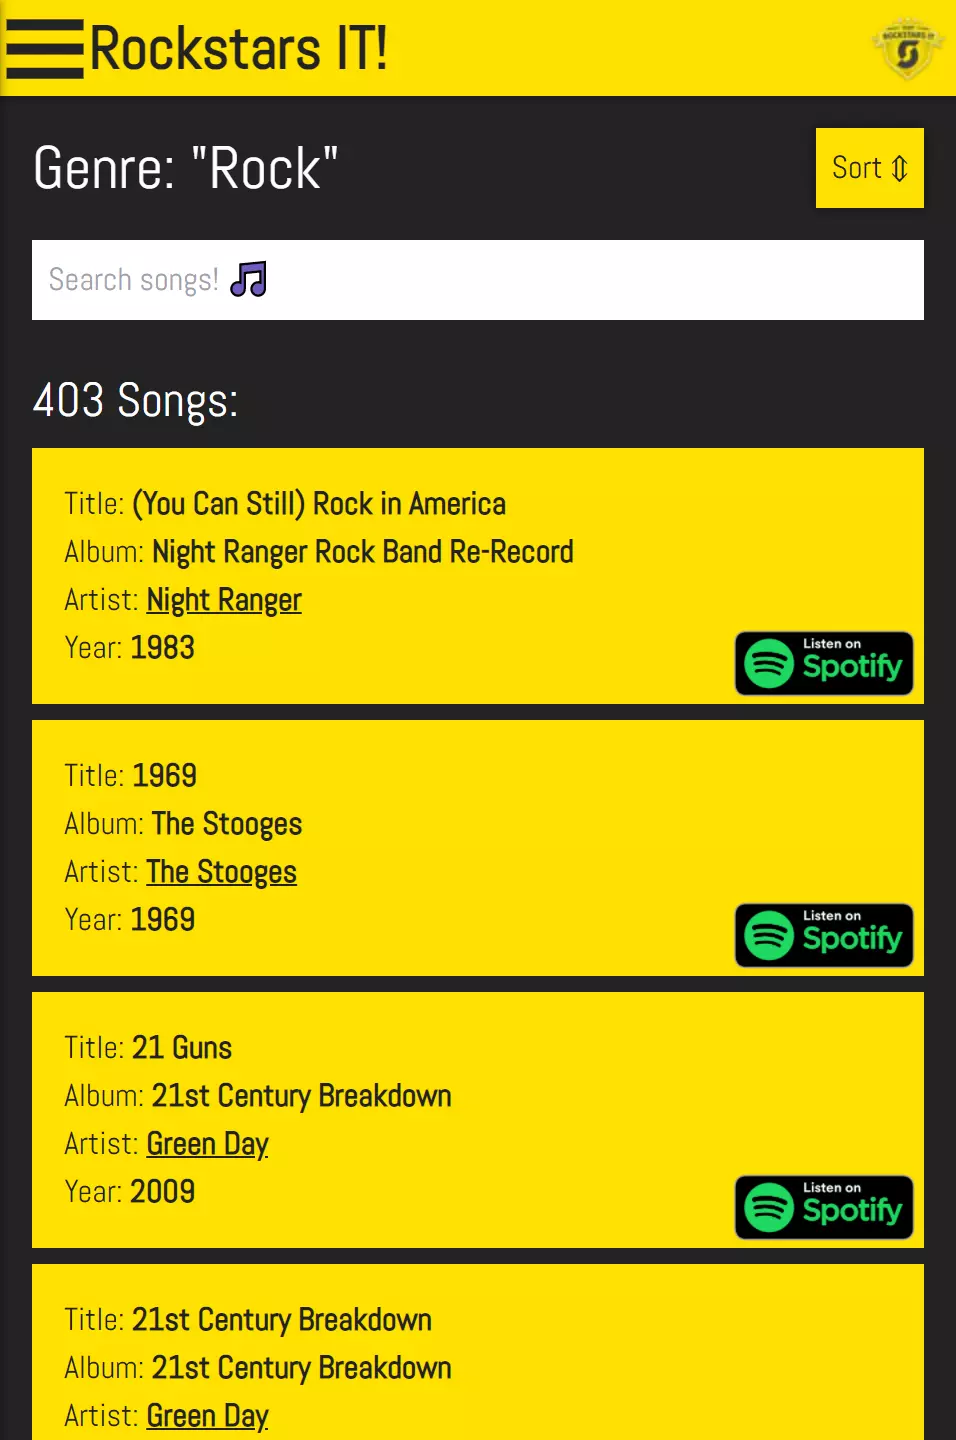 Rockstars IT!
ROCKSTARS IT
Genre: "Rock"
Sort ⇕
Search songs! 🎵
403 Songs:
Title: (You Can Still) Rock in America
Album: Night Ranger Rock Band Re-Record
Artist: Night Ranger
Year: 1983
Listen on
Spotify
Title: 1969
Album: The Stooges
Artist: The Stooges
Year: 1969
Listen on
Spotify
Title: 21 Guns
Album: 21st Century Breakdown
Artist: Green Day
Year: 2009
Listen on
Spotify
Title: 21st Century Breakdown
Album: 21st Century Breakdown
Artist: Green Day